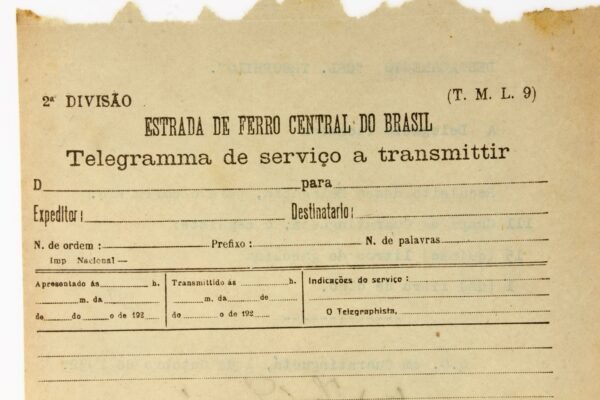 2ª DIVISÃO
(T. M. L. 9)
ESTRADA DE FERRO CENTRAL DO BRASIL
Telegramma de serviço a transmittir
D para
Expeditor: Destinatario:
N. de ordem : Prefixo: N. de palavras
Imp Nacional —
Apresentado ás h. Transmittido ás h. Indicações do serviço :
m. da m. da de
do do o de 192 do o de 192 O Telegraphista,